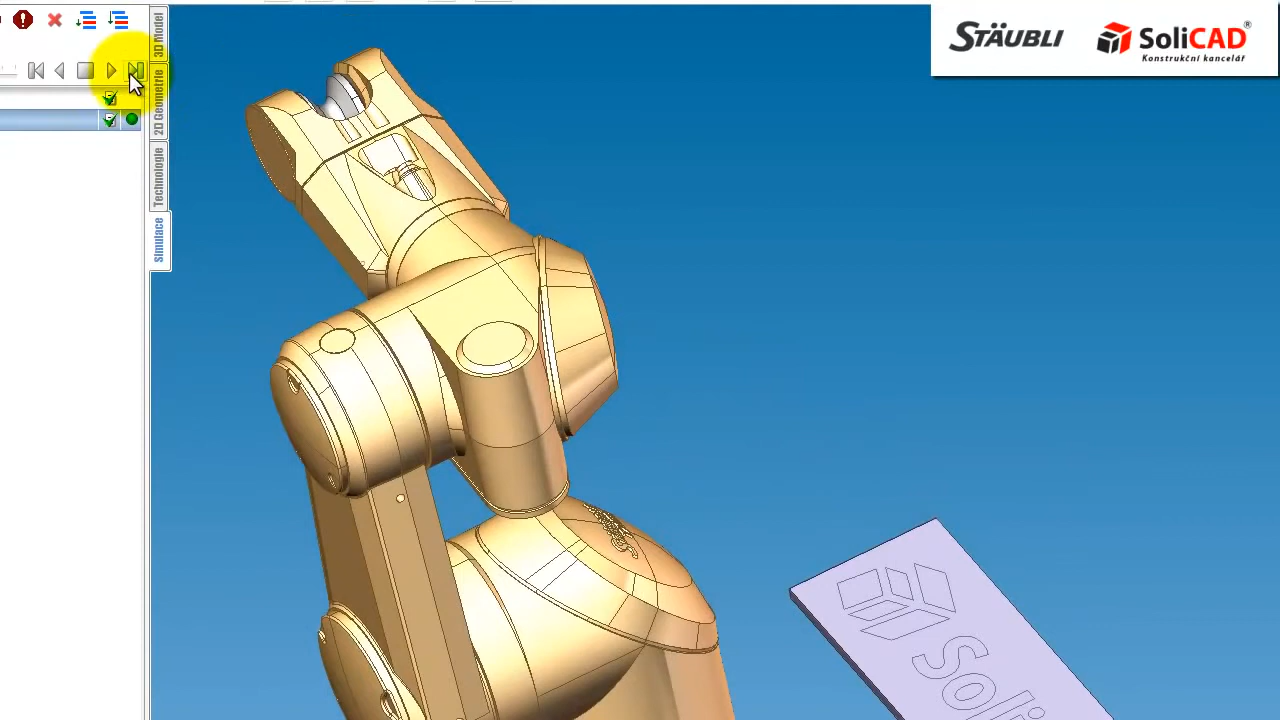 STÄUBLI
SoliCAD®
Konstrukční kancelář
3D Model
2D Geometrie
Technologie
Simulace
Soli